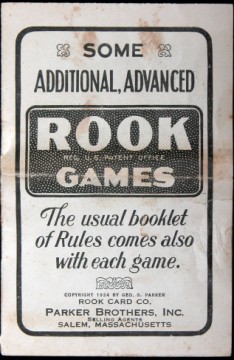 SOME
ADDITIONAL, ADVANCED
ROOK
REG. U.S. PATENT OFFICE
GAMES
The usual booklet
of Rules comes also
with each game.
COPYRIGHT 1924 BY GEO. S. PARKER
ROOK CARD CO.
PARKER BROTHERS, INC.
SELLING AGENTS
SALEM, MASSACHUSETTS